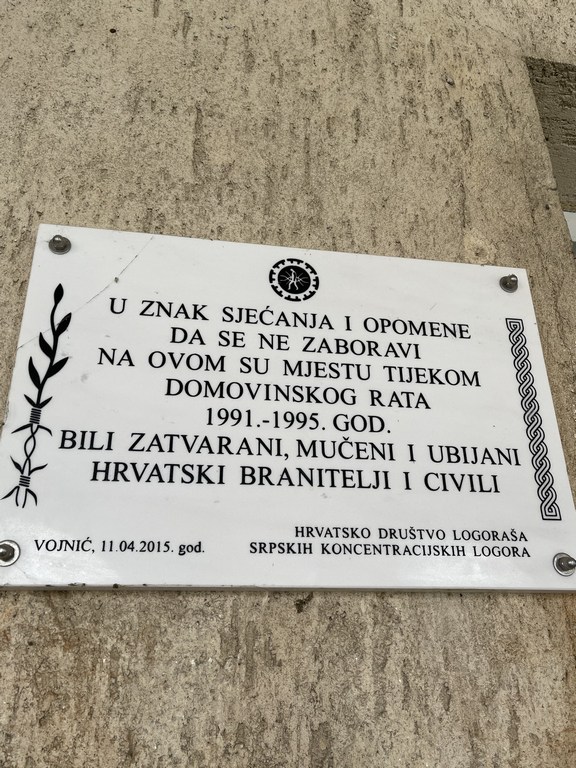 U ZNAK SJEĆANJA I OPOMENE
DA SE NE ZABORAVI
NA OVOM SU MJESTU TIJEKOM
DOMOVINSKOG RATA
1991.-1995. GOD.
BILI ZATVARANI, MUČENI I UBIJANI
HRVATSKI BRANITELJI I CIVILI
HRVATSKO DRUŠTVO LOGORAŠA
SRPSKIH KONCENTRACIJSKIH LOGORA
VOJNIĆ, 11.04.2015. god.